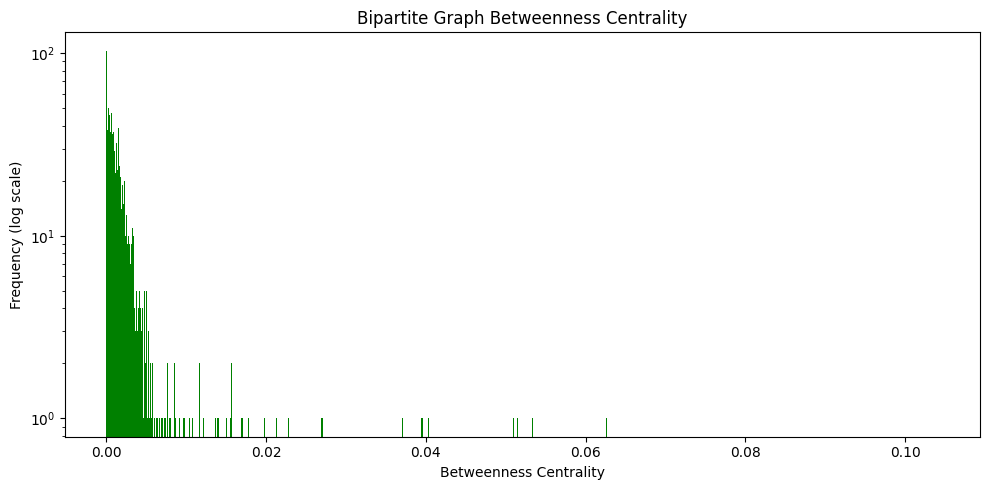 Bipartite Graph Betweenness Centrality
Frequency (log scale)
10²
10¹
10⁰
0.00 0.02 0.04 0.06 0.08 0.10
Betweenness Centrality